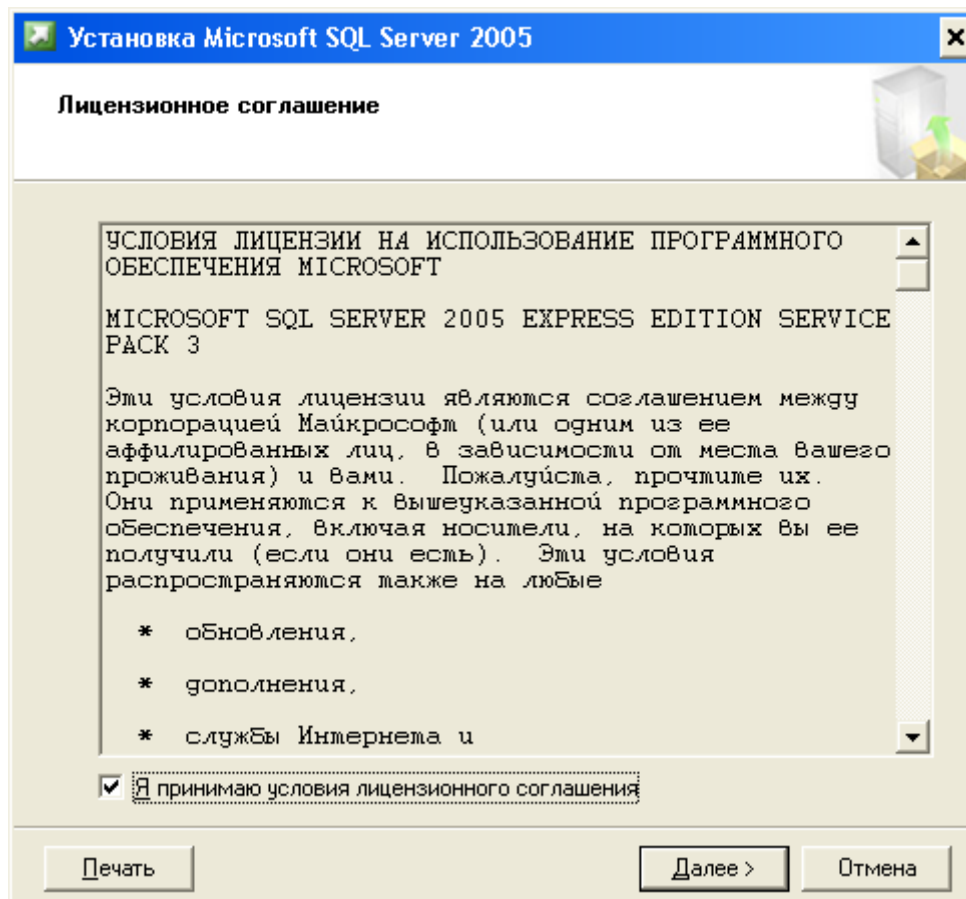 Установка Microsoft SQL Server 2005
Лицензионное соглашение
УСЛОВИЯ ЛИЦЕНЗИИ НА ИСПОЛЬЗОВАНИЕ ПРОГРАММНОГО
ОБЕСПЕЧЕНИЯ MICROSOFT
MICROSOFT SQL SERVER 2005 EXPRESS EDITION SERVICE
PACK 3
Эти условия лицензии являются соглашением между
корпорацией Майкрософт (или одним из ее
аффилированных лиц, в зависимости от места вашего
проживания) и вами.  Пожалуйста, прочтите их.
Они применяются к вышеуказанной программного
обеспечения, включая носители, на которых вы ее
получили (если они есть).  Эти условия
распространяются также на любые
* обновления,
* дополнения,
* службы Интернета и
Я принимаю условия лицензионного соглашения
Печать
Далее >
Отмена